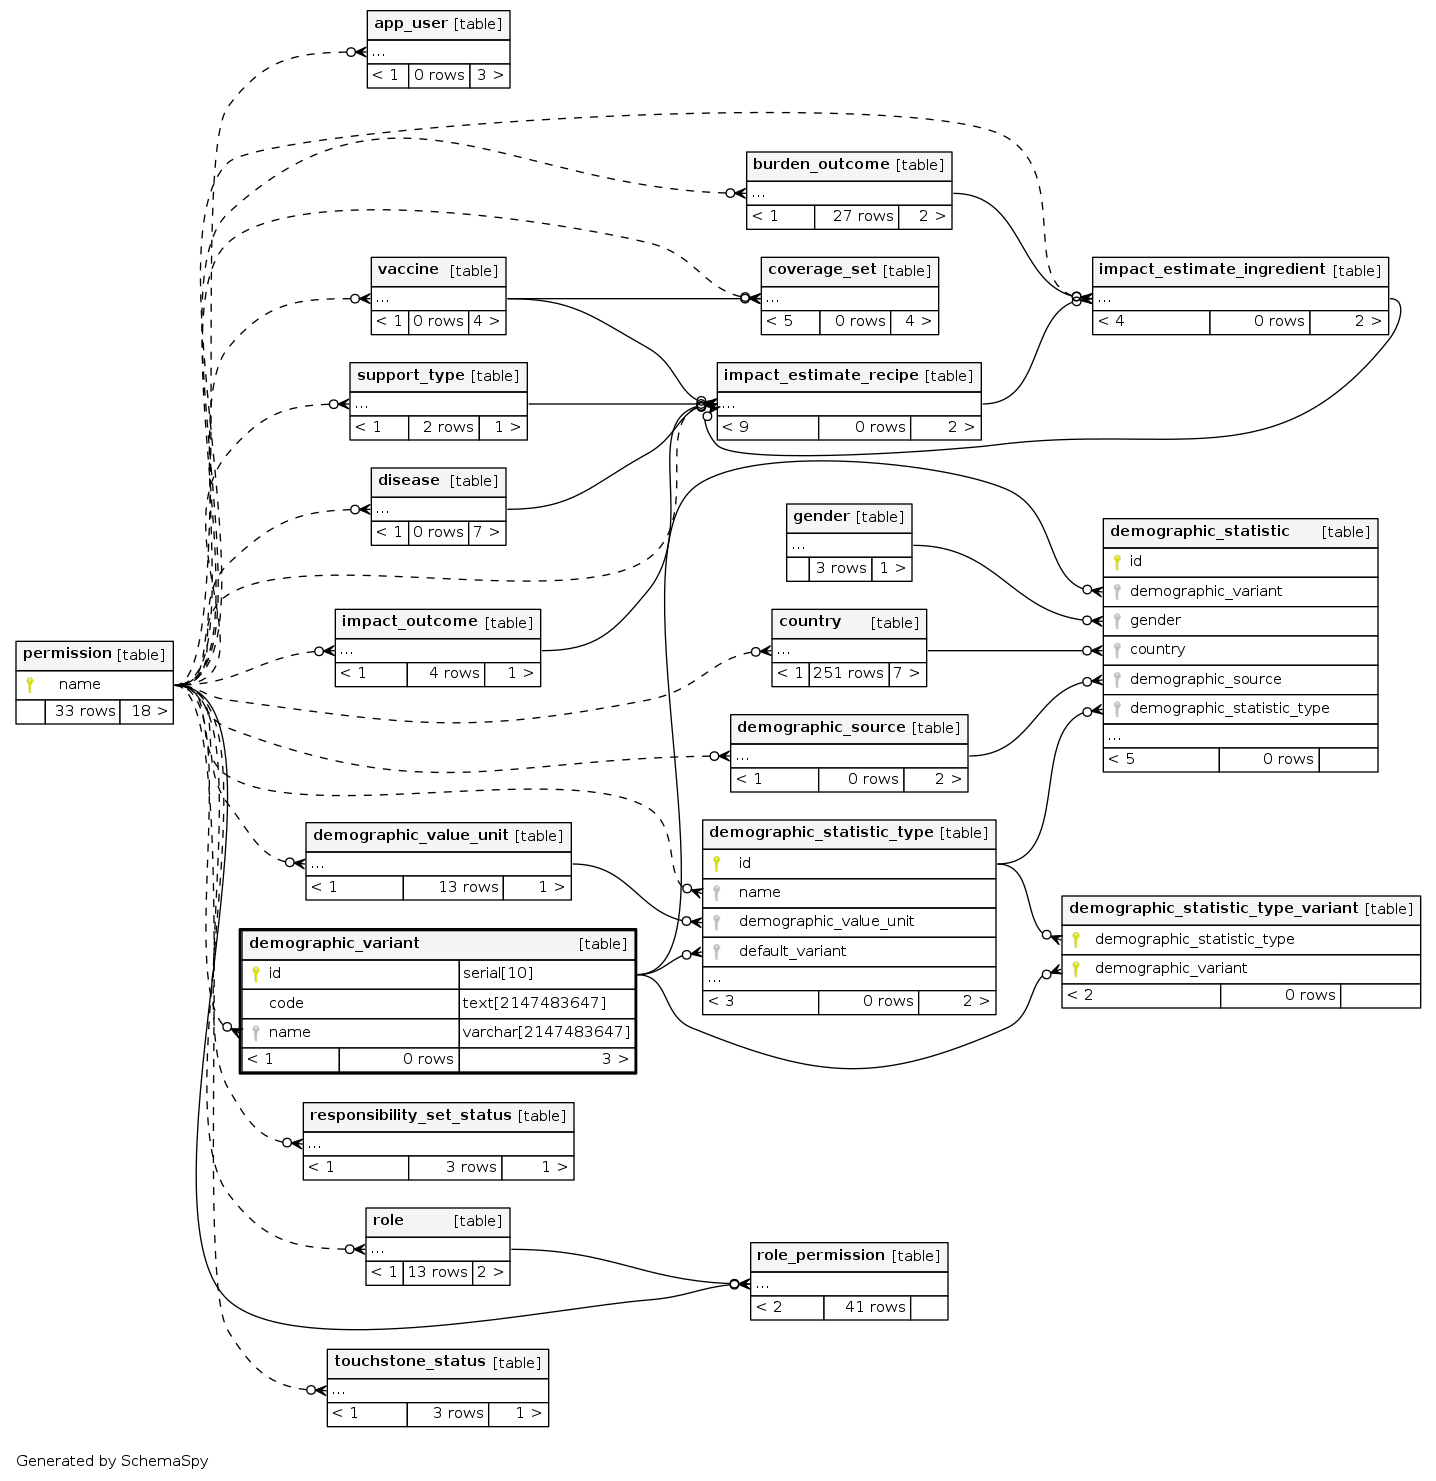 app_user [table]
...
< 1 0 rows 3 >
burden_outcome [table]
...
< 1 27 rows 2 >
vaccine [table]
...
< 1 0 rows 4 >
coverage_set [table]
...
< 5 0 rows 4 >
impact_estimate_ingredient [table]
...
< 4 0 rows 2 >
support_type [table]
...
< 1 2 rows 1 >
impact_estimate_recipe [table]
...
< 9 0 rows 2 >
disease [table]
...
< 1 0 rows 7 >
gender [table]
...
3 rows 1 >
demographic_statistic [table]
id
demographic_variant
gender
country
demographic_source
demographic_statistic_type
...
< 5 0 rows
impact_outcome [table]
...
< 1 4 rows 1 >
country [table]
...
< 1 251 rows 7 >
permission [table]
name
33 rows 18 >
demographic_source [table]
...
< 1 0 rows 2 >
demographic_value_unit [table]
...
< 1 13 rows 1 >
demographic_statistic_type [table]
id
name
demographic_value_unit
default_variant
...
< 3 0 rows 2 >
demographic_statistic_type_variant [table]
demographic_statistic_type
demographic_variant
< 2 0 rows
demographic_variant [table]
id serial[10]
code text[2147483647]
name varchar[2147483647]
< 1 0 rows 3 >
responsibility_set_status [table]
...
< 1 3 rows 1 >
role [table]
...
< 1 13 rows 2 >
role_permission [table]
...
< 2 41 rows
touchstone_status [table]
...
< 1 3 rows 1 >
Generated by SchemaSpy